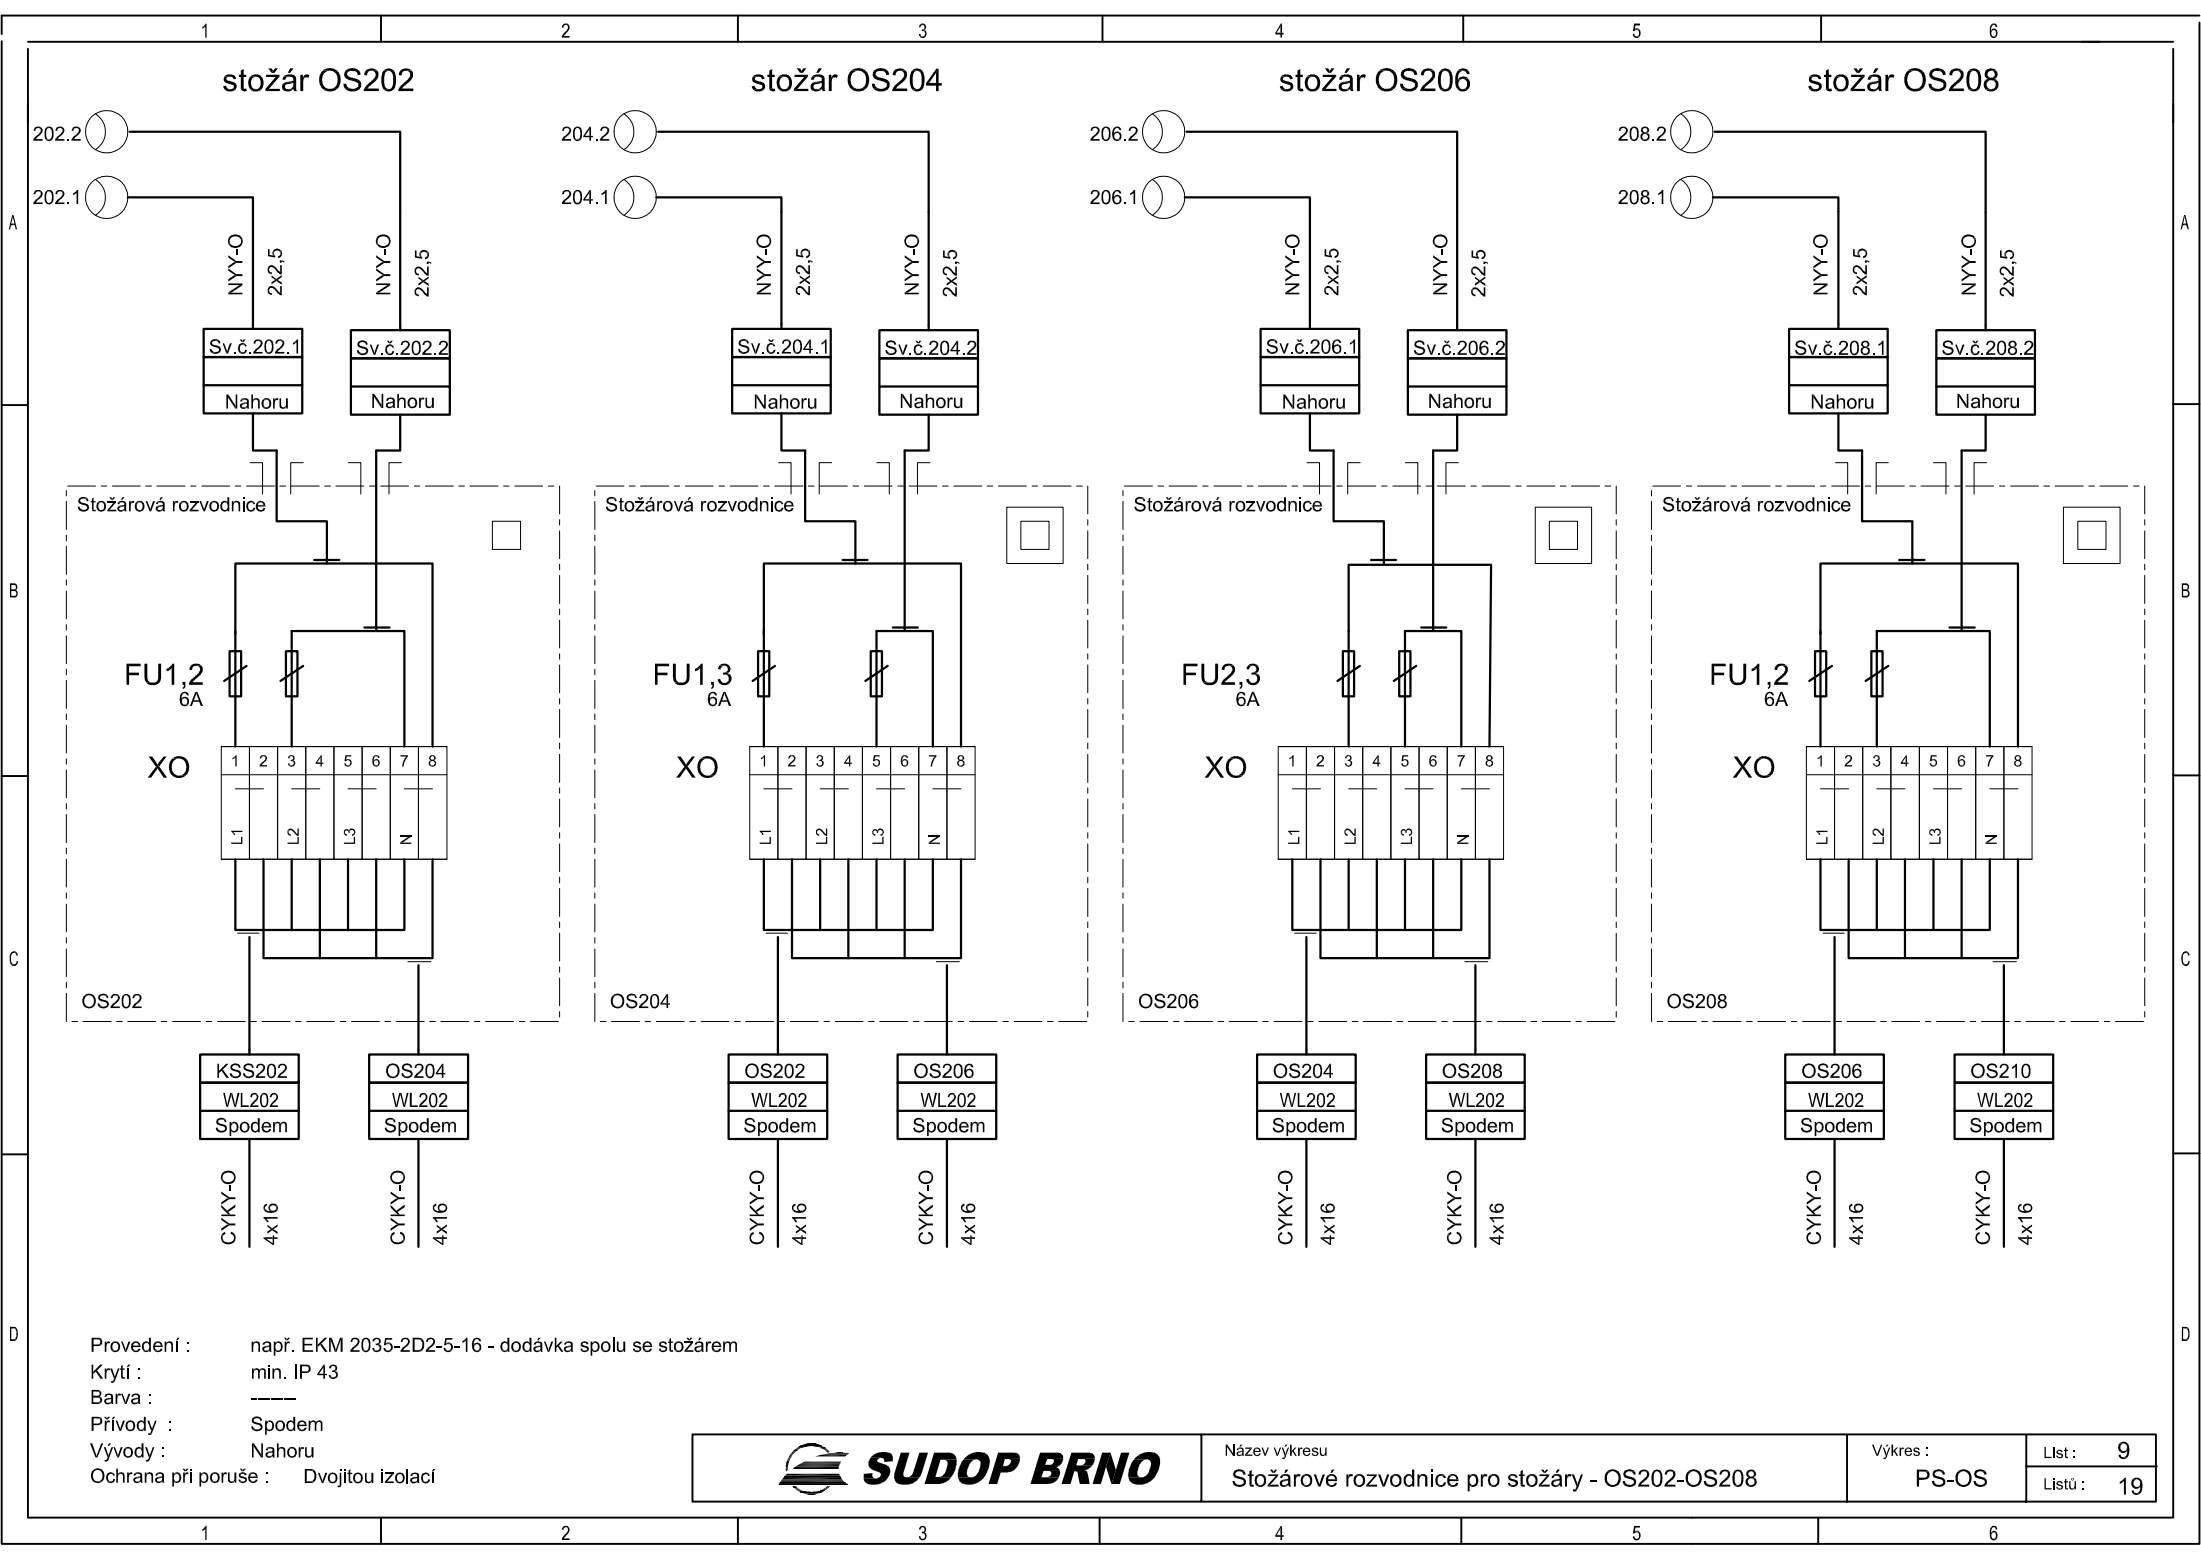 1 2 3 4 5 6
stožár OS202 stožár OS204 stožár OS206 stožár OS208
202.2 204.2 206.2 208.2
202.1 204.1 206.1 208.1
A A
NYY-O 2x2,5 NYY-O 2x2,5 NYY-O 2x2,5 NYY-O 2x2,5 NYY-O 2x2,5 NYY-O 2x2,5 NYY-O 2x2,5 NYY-O 2x2,5
Sv.č.202.1 Sv.č.202.2 Sv.č.204.1 Sv.č.204.2 Sv.č.206.1 Sv.č.206.2 Sv.č.208.1 Sv.č.208.2
Nahoru Nahoru Nahoru Nahoru Nahoru Nahoru Nahoru Nahoru
Stožárová rozvodnice Stožárová rozvodnice Stožárová rozvodnice Stožárová rozvodnice
B B
FU1,2 FU1,3 FU2,3 FU1,2
6A 6A 6A 6A
XO 1 2 3 4 5 6 7 8 XO 1 2 3 4 5 6 7 8 XO 1 2 3 4 5 6 7 8 XO 1 2 3 4 5 6 7 8
L1 L2 L3 N L1 L2 L3 N L1 L2 L3 N L1 L2 L3 N
C C
OS202 OS204 OS206 OS208
KSS202 OS204 OS202 OS206 OS204 OS208 OS206 OS210
WL202 WL202 WL202 WL202 WL202 WL202 WL202 WL202
Spodem Spodem Spodem Spodem Spodem Spodem Spodem Spodem
CYKY-O 4x16 CYKY-O 4x16 CYKY-O 4x16 CYKY-O 4x16 CYKY-O 4x16 CYKY-O 4x16 CYKY-O 4x16 CYKY-O 4x16
D D
Provedení : např. EKM 2035-2D2-5-16 - dodávka spolu se stožárem
Krytí : min. IP 43
Barva : -------
Přívody : Spodem
Vývody : Nahoru
Ochrana při poruše : Dvojitou izolací
SUDOP BRNO
Název výkresu
Stožárové rozvodnice pro stožáry - OS202-OS208
Výkres :
PS-OS
List : 9
Listů : 19
1 2 3 4 5 6